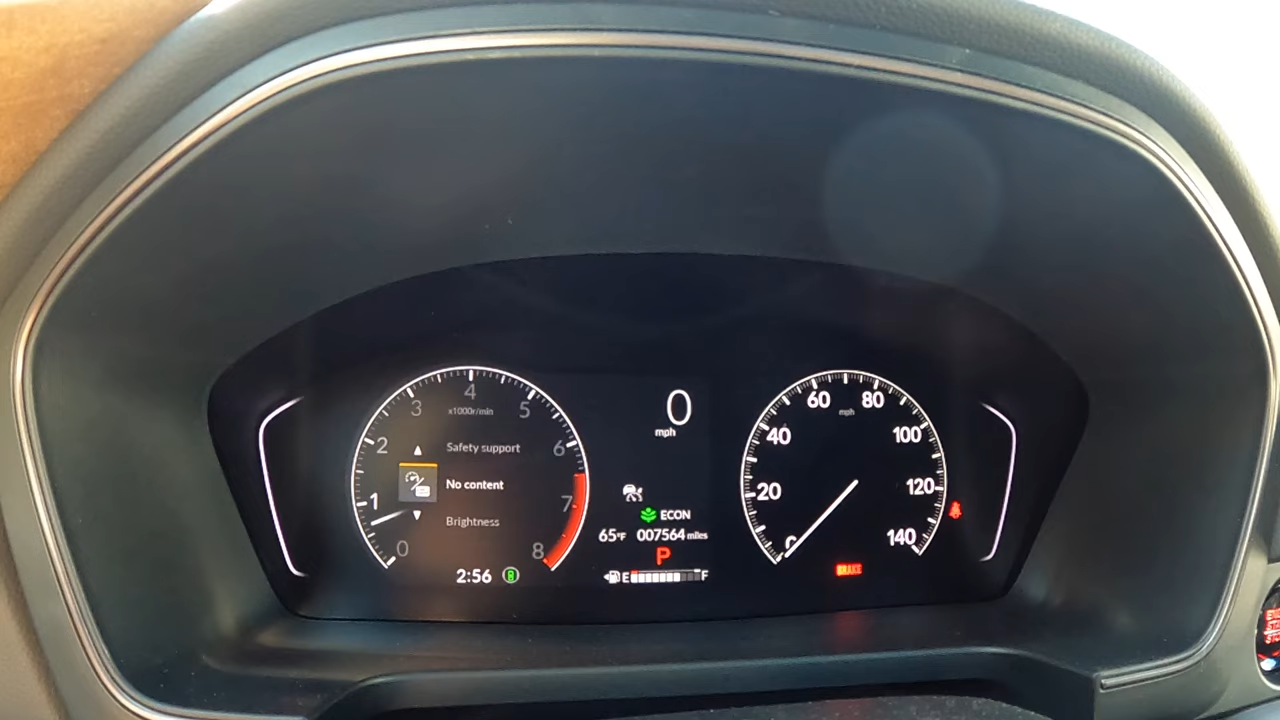 4
3
5
x1000r/min
2
6
Safety support
No content
1
7
Brightness
0
8
2:56
0
mph
ECON
65°F 007564 miles
P
E F
60 80
mph
40 100
20 120
0 140
BRAKE